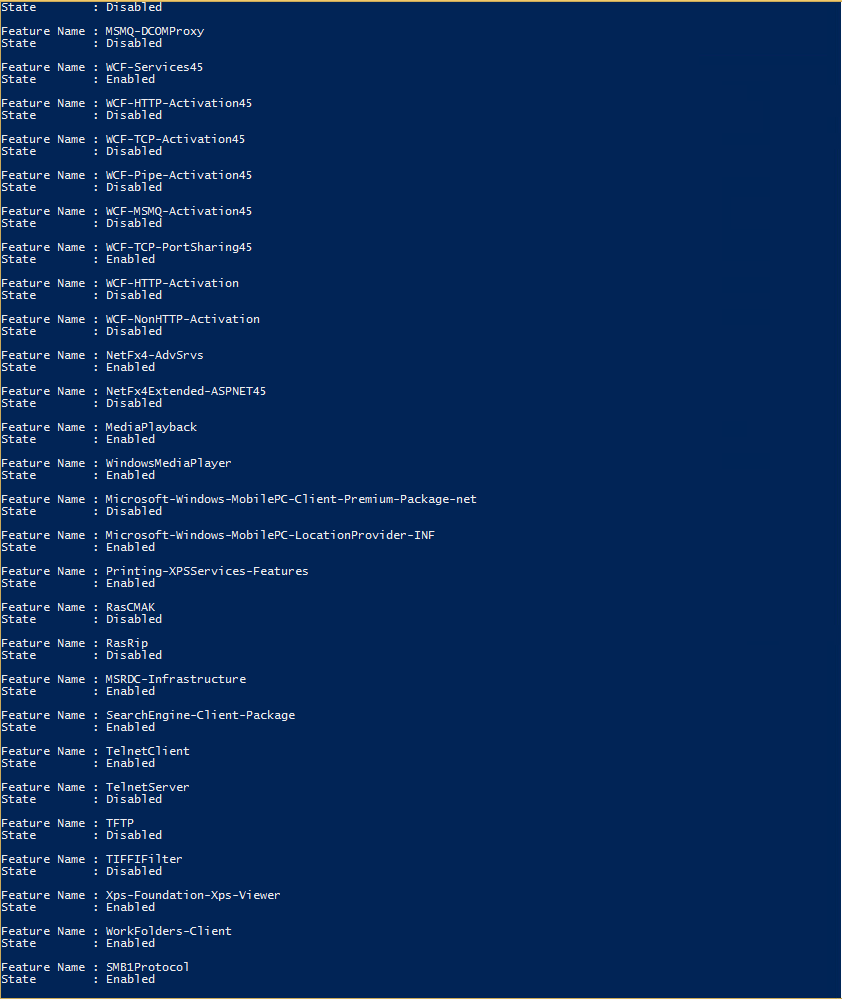 State        : Disabled
Feature Name : MSMQ-DCOMProxy
State        : Disabled
Feature Name : WCF-Services45
State        : Enabled
Feature Name : WCF-HTTP-Activation45
State        : Disabled
Feature Name : WCF-TCP-Activation45
State        : Disabled
Feature Name : WCF-Pipe-Activation45
State        : Disabled
Feature Name : WCF-MSMQ-Activation45
State        : Disabled
Feature Name : WCF-TCP-PortSharing45
State        : Enabled
Feature Name : WCF-HTTP-Activation
State        : Disabled
Feature Name : WCF-NonHTTP-Activation
State        : Disabled
Feature Name : NetFx4-AdvSrvs
State        : Enabled
Feature Name : NetFx4Extended-ASPNET45
State        : Disabled
Feature Name : MediaPlayback
State        : Enabled
Feature Name : WindowsMediaPlayer
State        : Enabled
Feature Name : Microsoft-Windows-MobilePC-Client-Premium-Package-net
State        : Disabled
Feature Name : Microsoft-Windows-MobilePC-LocationProvider-INF
State        : Enabled
Feature Name : Printing-XPSServices-Features
State        : Enabled
Feature Name : RasCMAK
State        : Disabled
Feature Name : RasRip
State        : Disabled
Feature Name : MSRDC-Infrastructure
State        : Enabled
Feature Name : SearchEngine-Client-Package
State        : Enabled
Feature Name : TelnetClient
State        : Enabled
Feature Name : TelnetServer
State        : Disabled
Feature Name : TFTP
State        : Disabled
Feature Name : TIFFIFilter
State        : Disabled
Feature Name : Xps-Foundation-Xps-Viewer
State        : Enabled
Feature Name : WorkFolders-Client
State        : Enabled
Feature Name : SMB1Protocol
State        : Enabled